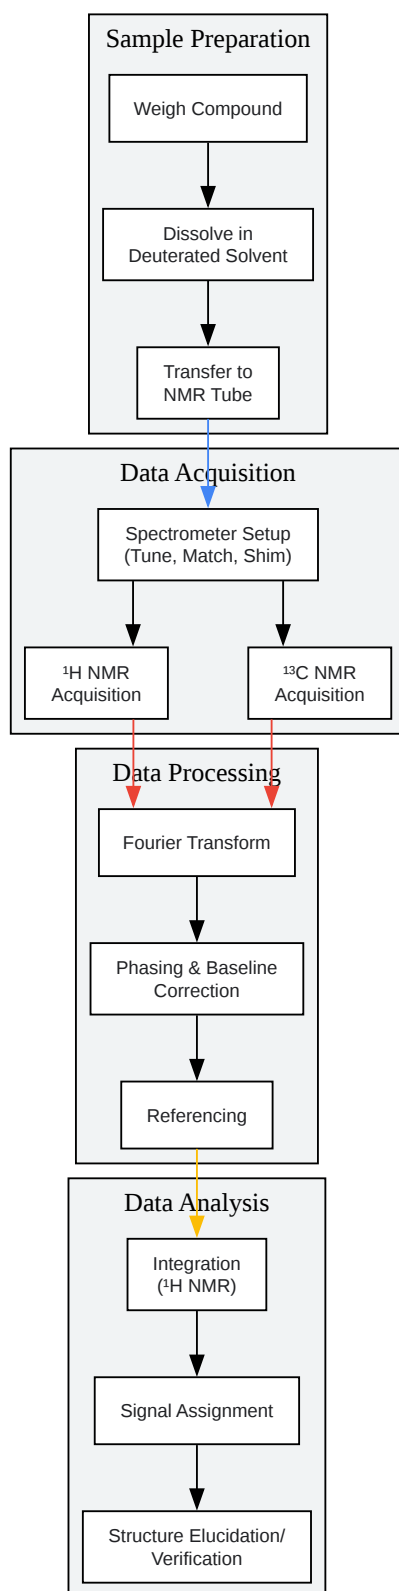 Sample Preparation
Weigh Compound
Dissolve in
Deuterated Solvent
Transfer to
NMR Tube
Data Acquisition
Spectrometer Setup
(Tune, Match, Shim)
¹H NMR
Acquisition
¹³C NMR
Acquisition
Data Processing
Fourier Transform
Phasing & Baseline
Correction
Referencing
Data Analysis
Integration
(¹H NMR)
Signal Assignment
Structure Elucidation/
Verification